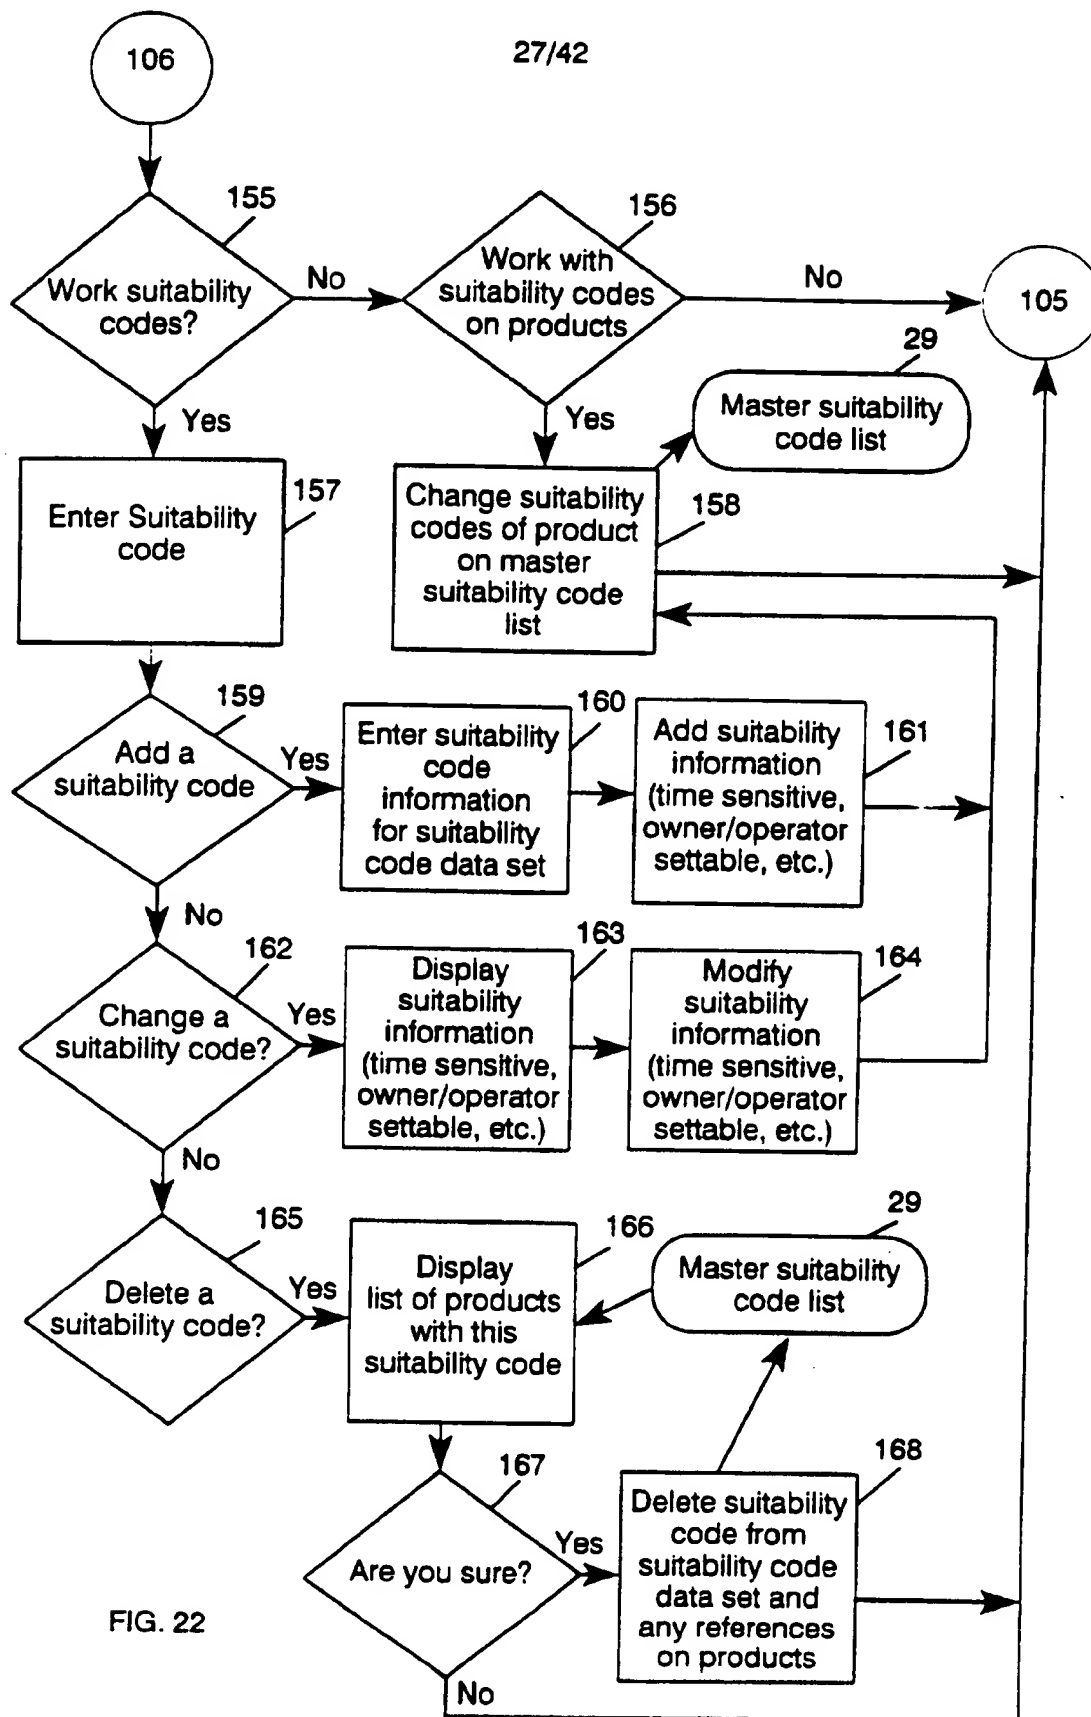 106
27/42
155
Work suitability
codes?
No
156
Work with
suitability codes
on products
No
105
29
Master suitability
code list
Yes
Yes
157
Enter Suitability
code
158
Change suitability
codes of product
on master
suitability code
list
159
Add a
suitability code
Yes
160
Enter suitability
code
information
for suitability
code data set
161
Add suitability
information
(time sensitive,
owner/operator
settable, etc.)
No
162
Change a
suitability code?
Yes
163
Display
suitability
information
(time sensitive,
owner/operator
settable, etc.)
164
Modify
suitability
information
(time sensitive,
owner/operator
settable, etc.)
No
165
Delete a
suitability code?
Yes
166
Display
list of products
with this
suitability code
29
Master suitability
code list
167
Are you sure?
Yes
168
Delete suitability
code from
suitability code
data set and
any references
on products
No
FIG. 22